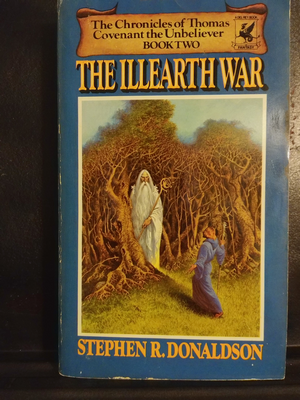 The Chronicles of Thomas
Covenant the Unbeliever
BOOK TWO
THE ILLEARTH WAR
STEPHEN R. DONALDSON